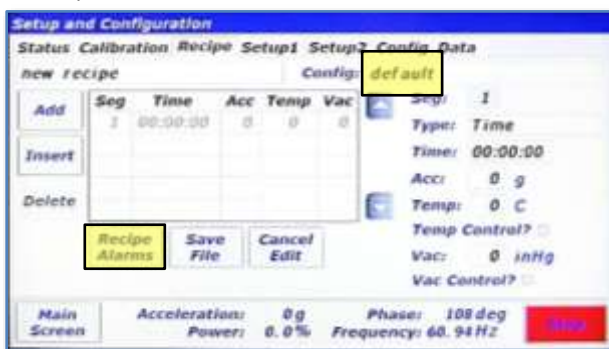 Setup and Configuration
Status Calibration Recipe Setup1 Setup2 Config Data
new recipe Config: default
Add Seg Time Acc Temp Vac Seg: 1
1 00:00:00 0 0 0 Type: Time
Insert Time: 00:00:00
Acc: 0 g
Delete Temp: 0 C
Recipe Alarms Save File Cancel Edit Temp Control?
Vac: 0 inHg
Vac Control?
Main Screen Acceleration: 0 g Phase: 108 deg Stop
Power: 0.0% Frequency: 60.94 Hz